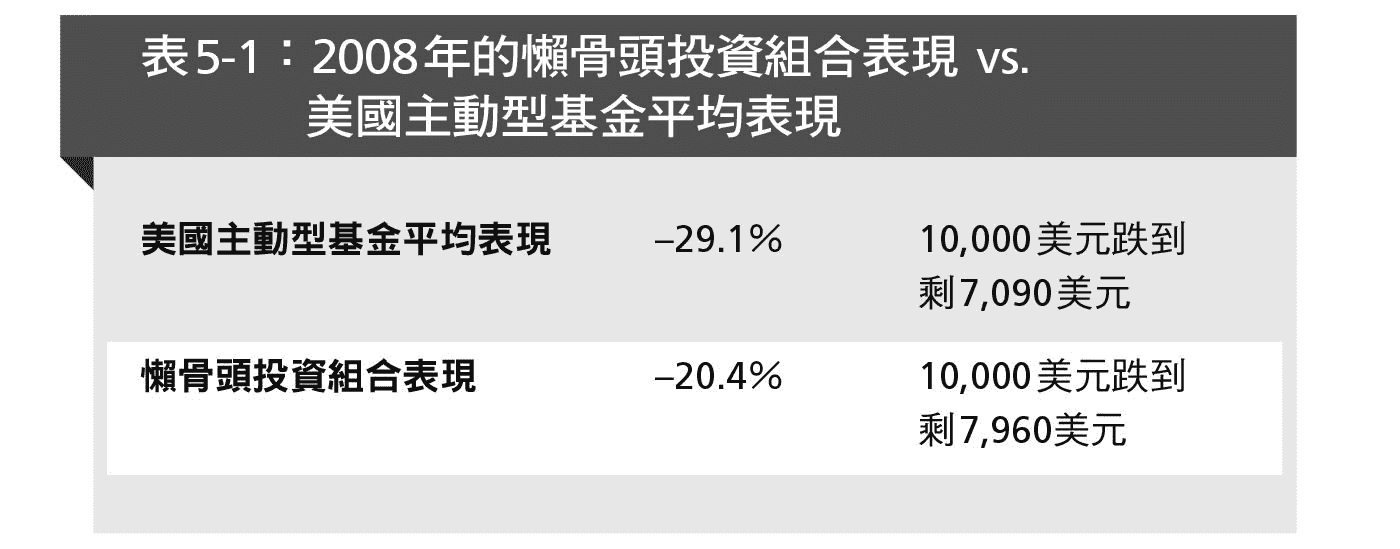 表5-1：2008年的懶骨頭投資組合表現 vs.
美國主動型基金平均表現
美國主動型基金平均表現 –29.1% 10,000美元跌到
剩7,090美元
懶骨頭投資組合表現 –20.4% 10,000美元跌到
剩7,960美元